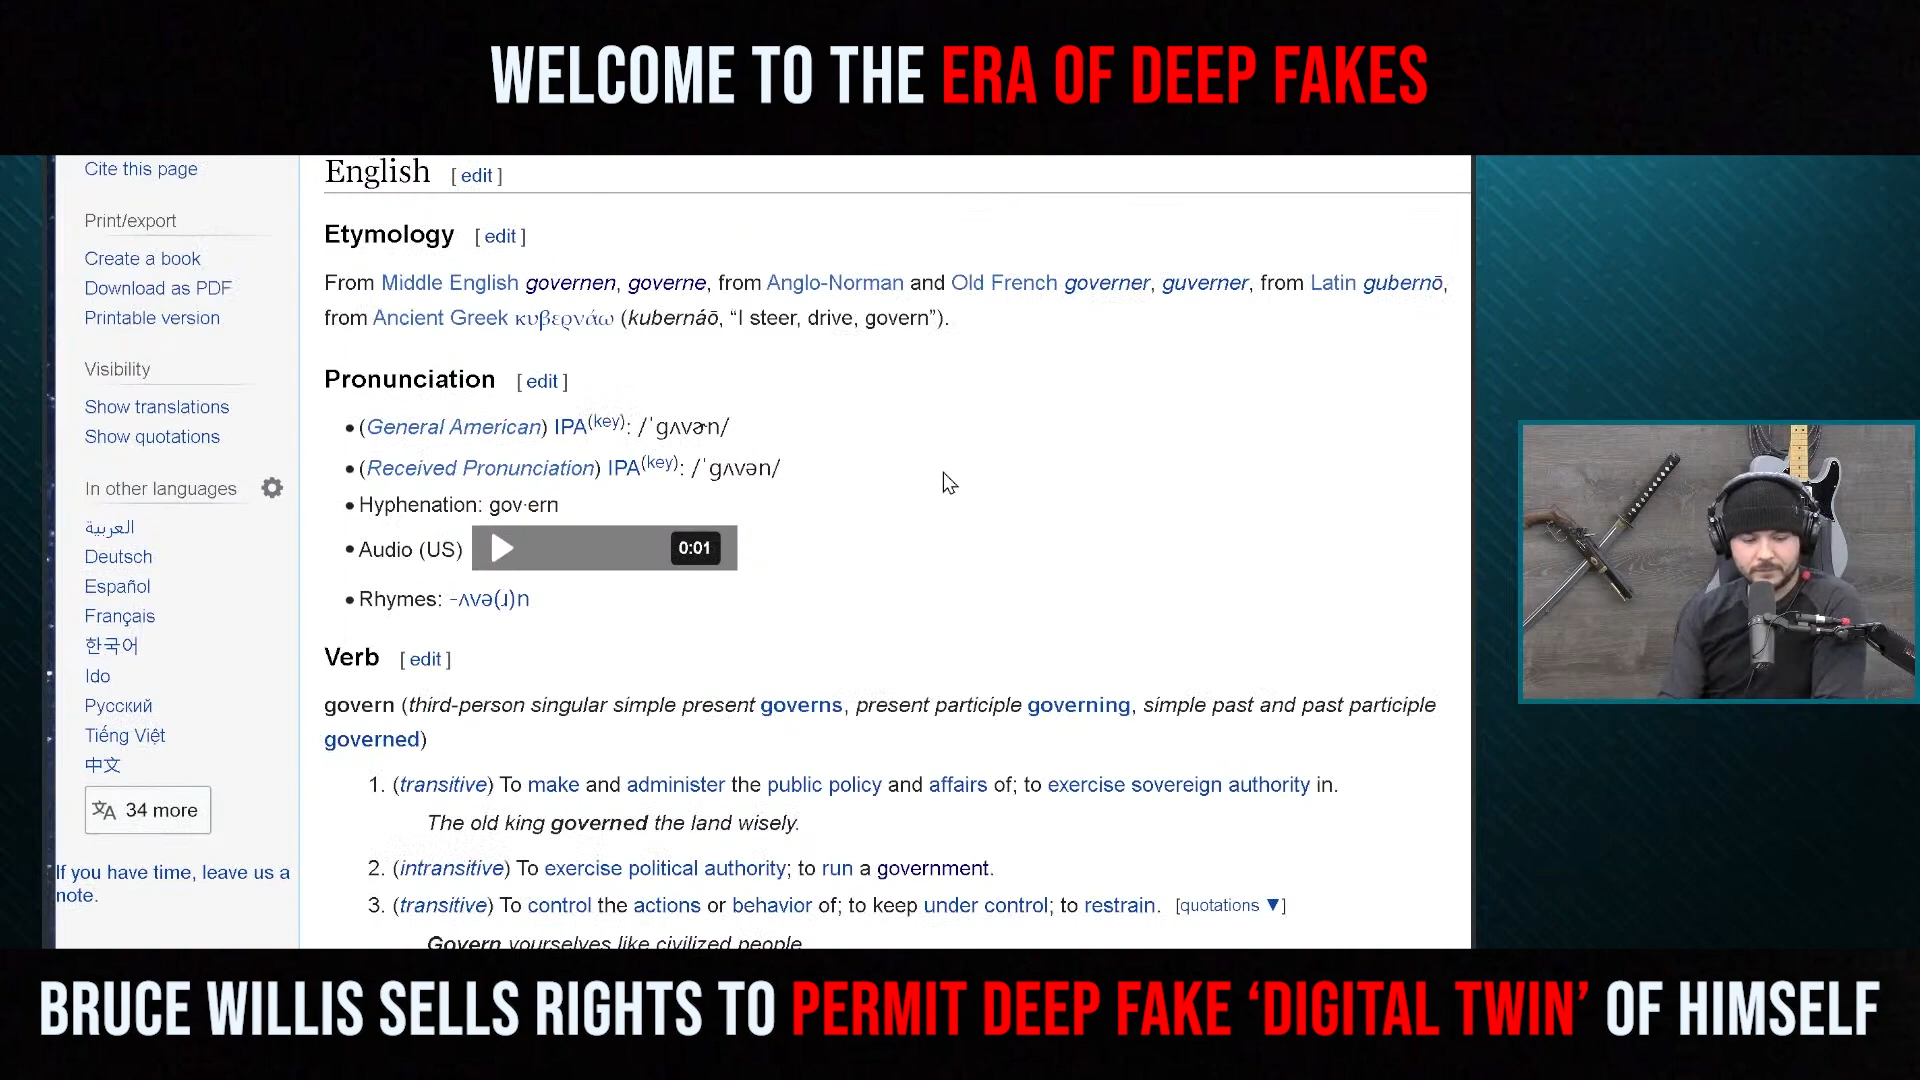 WELCOME TO THE ERA OF DEEP FAKES
Cite this page
Print/export
Create a book
Download as PDF
Printable version
Visibility
Show translations
Show quotations
In other languages
العربية
Deutsch
Español
Français
한국어
Ido
Русский
Tiếng Việt
中文
34 more
If you have time, leave us a
note.
English [ edit ]
Etymology [ edit ]
From Middle English governen, governe, from Anglo-Norman and Old French governer, guverner, from Latin gubernō,
from Ancient Greek κυβερνάω (kubernáō, “I steer, drive, govern”).
Pronunciation [ edit ]
• (General American) IPA(key): /ˈɡʌvɚn/
• (Received Pronunciation) IPA(key): /ˈɡʌvən/
• Hyphenation: gov·ern
• Audio (US) 0:01
• Rhymes: -ʌvə(ɹ)n
Verb [ edit ]
govern (third-person singular simple present governs, present participle governing, simple past and past participle
governed)
1. (transitive) To make and administer the public policy and affairs of; to exercise sovereign authority in.
The old king governed the land wisely.
2. (intransitive) To exercise political authority; to run a government.
3. (transitive) To control the actions or behavior of; to keep under control; to restrain. [quotations ▼]
Govern yourselves like civilized people
BRUCE WILLIS SELLS RIGHTS TO PERMIT DEEP FAKE ‘DIGITAL TWIN’ OF HIMSELF